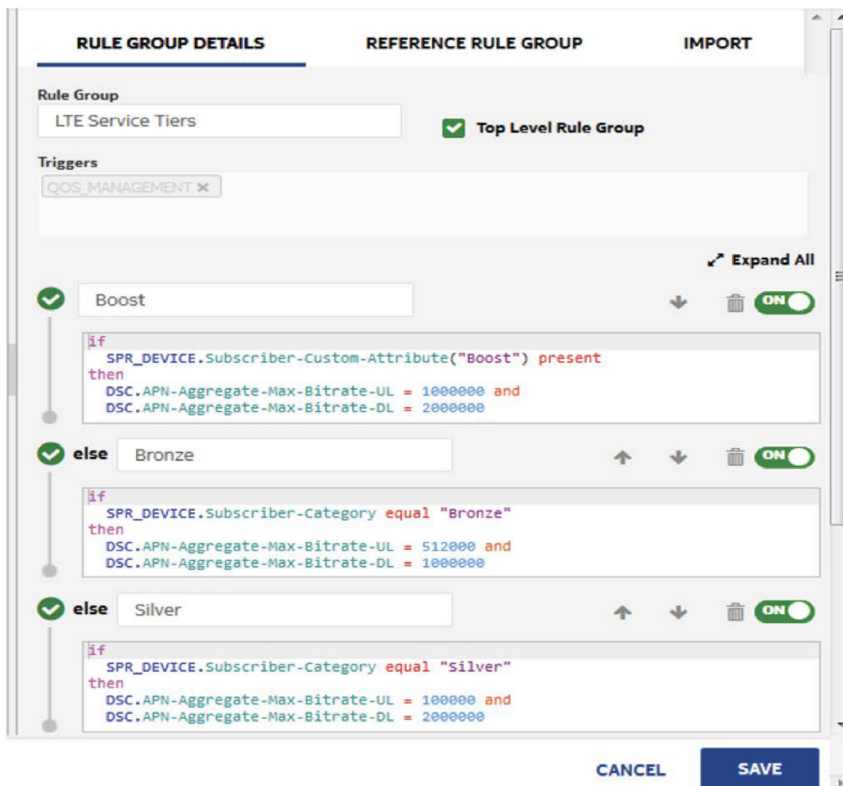 RULE GROUP DETAILS REFERENCE RULE GROUP IMPORT
Rule Group
LTE Service Tiers Top Level Rule Group
Triggers
QOS_MANAGEMENT ×
Expand All
Boost ON
if
SPR_DEVICE.Subscriber-Custom-Attribute("Boost") present
then
DSC.APN-Aggregate-Max-Bitrate-UL = 1000000 and
DSC.APN-Aggregate-Max-Bitrate-DL = 2000000
else Bronze ON
if
SPR_DEVICE.Subscriber-Category equal "Bronze"
then
DSC.APN-Aggregate-Max-Bitrate-UL = 512000 and
DSC.APN-Aggregate-Max-Bitrate-DL = 1000000
else Silver ON
if
SPR_DEVICE.Subscriber-Category equal "Silver"
then
DSC.APN-Aggregate-Max-Bitrate-UL = 100000 and
DSC.APN-Aggregate-Max-Bitrate-DL = 2000000
CANCEL SAVE